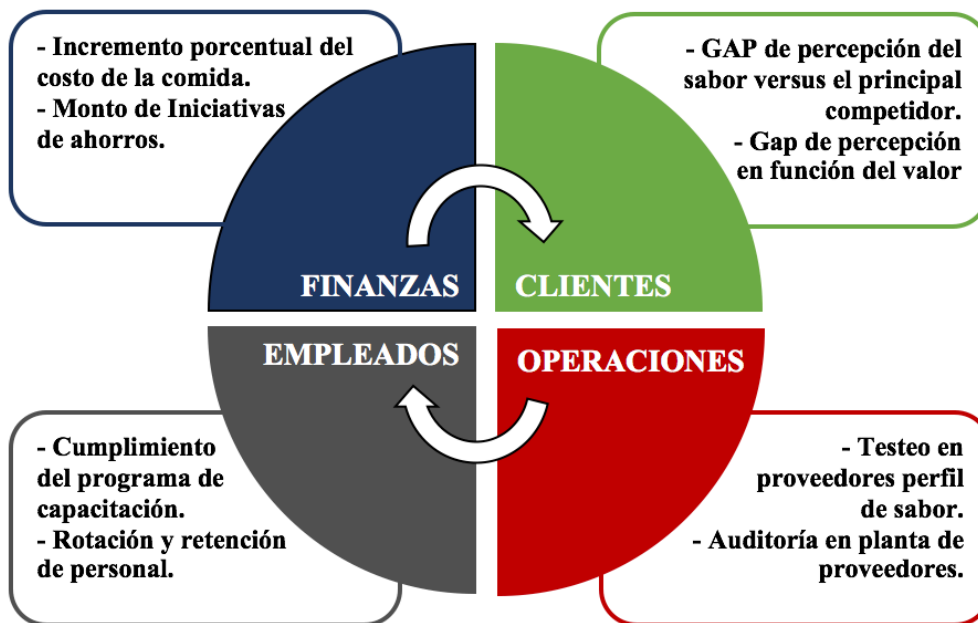 - Incremento porcentual del
costo de la comida.
- Monto de Iniciativas
de ahorros.
- GAP de percepción del
sabor versus el principal
competidor.
- Gap de percepción
en función del valor
FINANZAS
CLIENTES
EMPLEADOS
OPERACIONES
- Cumplimiento
del programa de
capacitación.
- Rotación y retención
de personal.
- Testeo en
proveedores perfil
de sabor.
- Auditoría en planta de
proveedores.